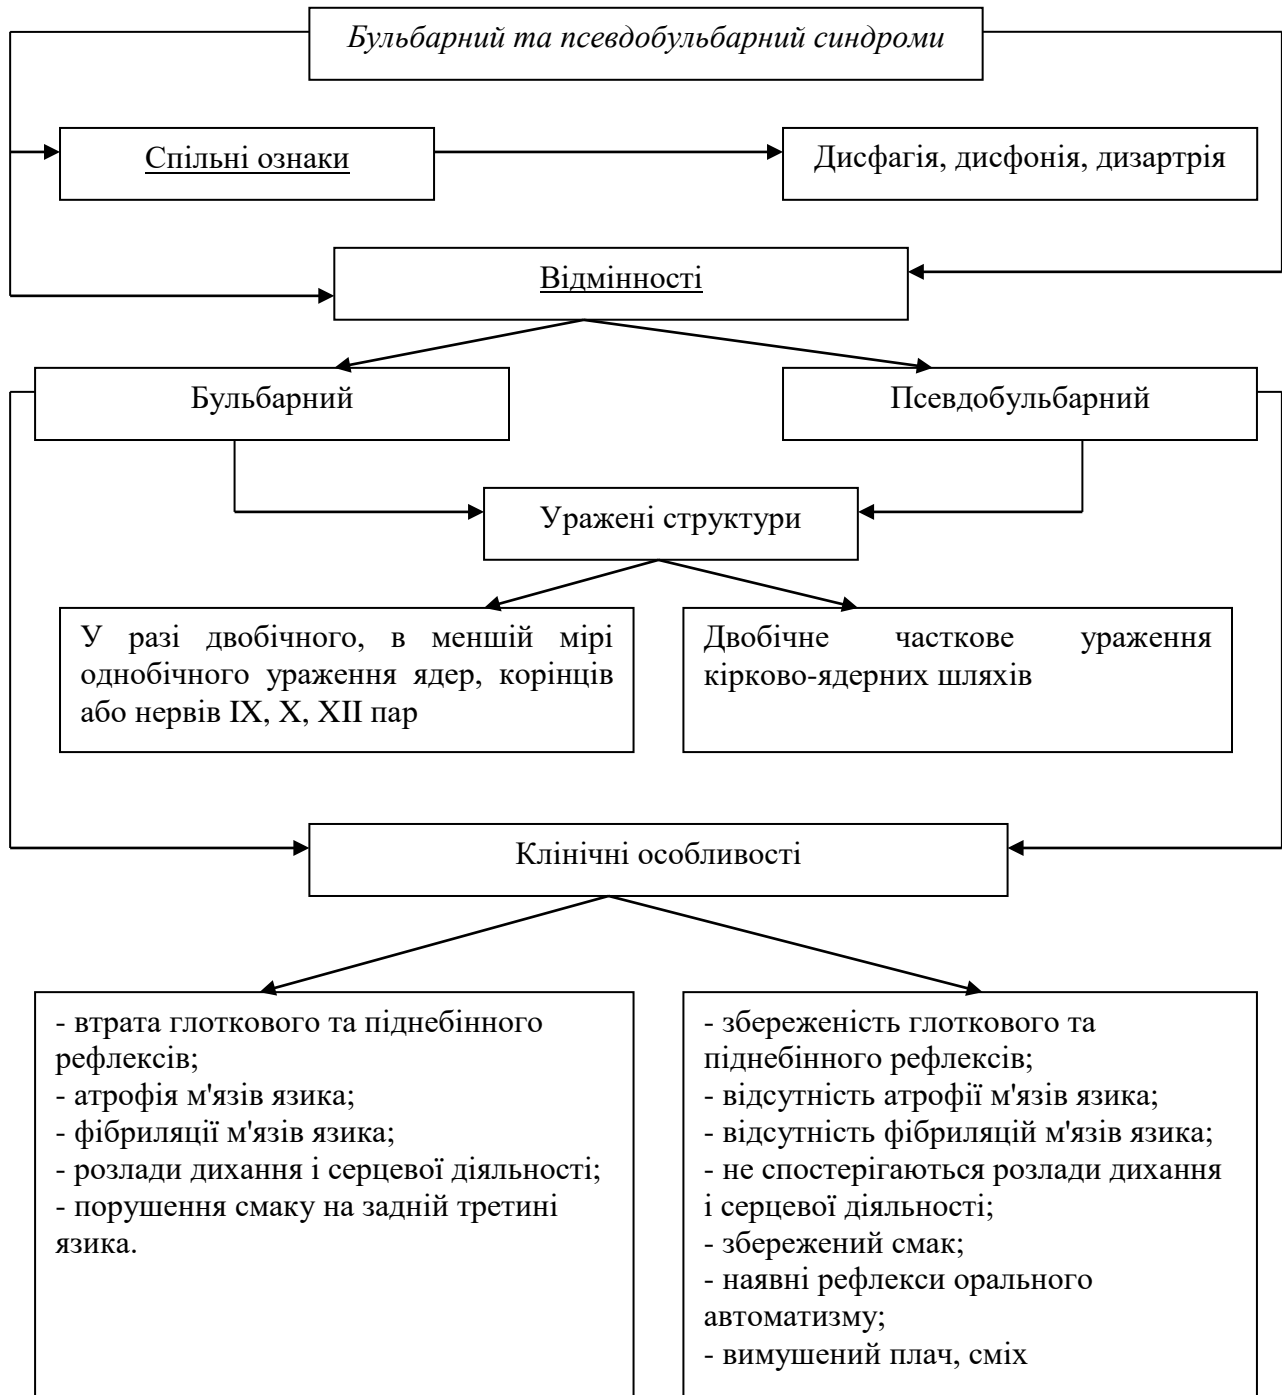 Бульбарний та псевдобульбарний синдроми
Спільні ознаки
Дисфагія, дисфонія, дизартрія
Відмінності
Бульбарний
Псевдобульбарний
Уражені структури
У разі двобічного, в меншій мірі
однобічного ураження ядер, корінців
або нервів IX, X, XII пар
Двобічне часткове ураження
кірково-ядерних шляхів
Клінічні особливості
- втрата глоткового та піднебінного
рефлексів;
- атрофія м'язів язика;
- фібриляції м'язів язика;
- розлади дихання і серцевої діяльності;
- порушення смаку на задній третині
язика.
- збереженість глоткового та
піднебінного рефлексів;
- відсутність атрофії м'язів язика;
- відсутність фібриляцій м'язів язика;
- не спостерігаються розлади дихання
і серцевої діяльності;
- збережений смак;
- наявні рефлекси орального
автоматизму;
- вимушений плач, сміх